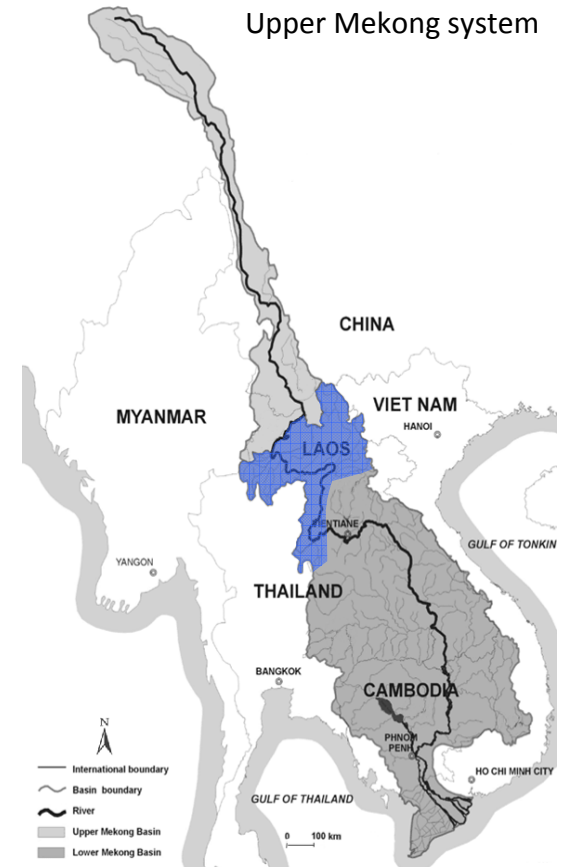 Upper Mekong system
CHINA
MYANMAR
VIET NAM
HANOI
LAOS
VIENTIANE
GULF OF TONKIN
YANGON
THAILAND
BANGKOK
CAMBODIA
PHNOM
PENH
HO CHI MINH CITY
GULF OF THAILAND
N
International boundary
Basin boundary
River
Upper Mekong Basin
Lower Mekong Basin
0 100 km